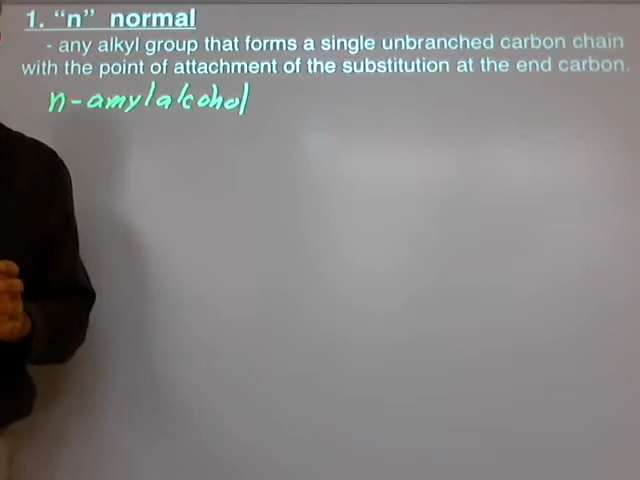 1. “n” normal
- any alkyl group that forms a single unbranched carbon chain
with the point of attachment of the substitution at the end carbon.
n-amylalcohol